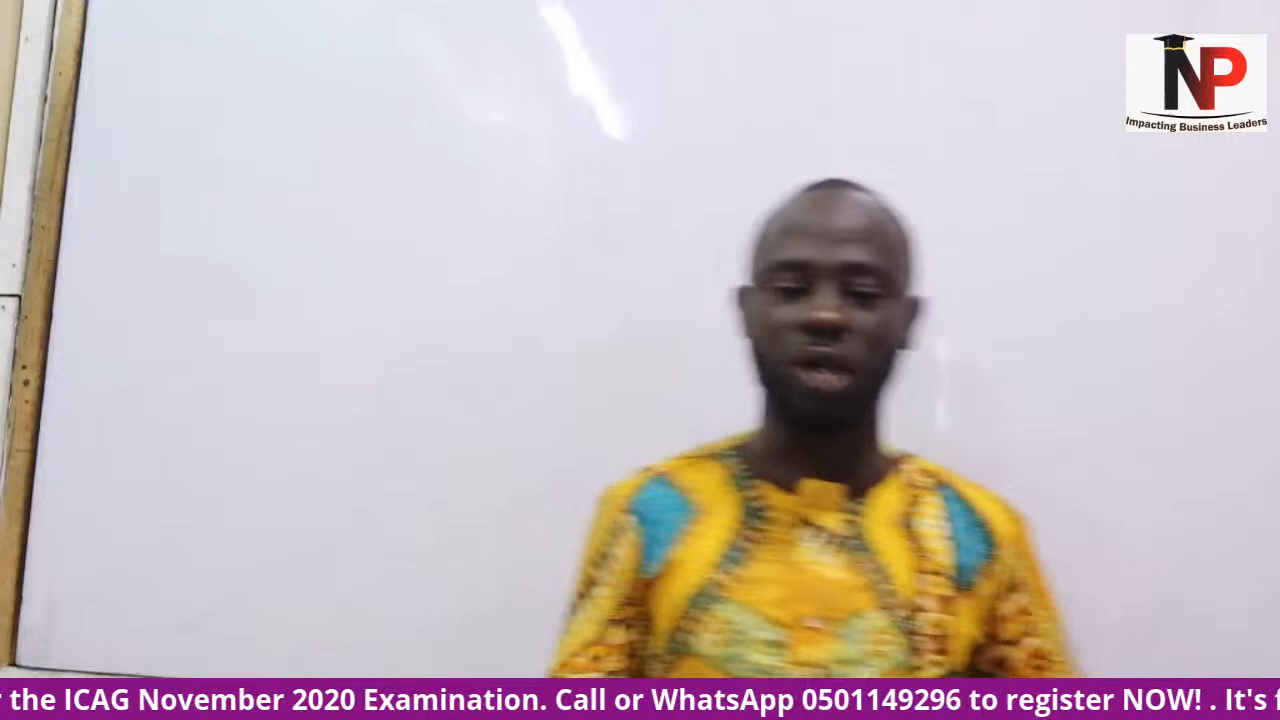 NP
Impacting Business Leaders
the ICAG November 2020 Examination. Call or WhatsApp 0501149296 to register NOW! . It's